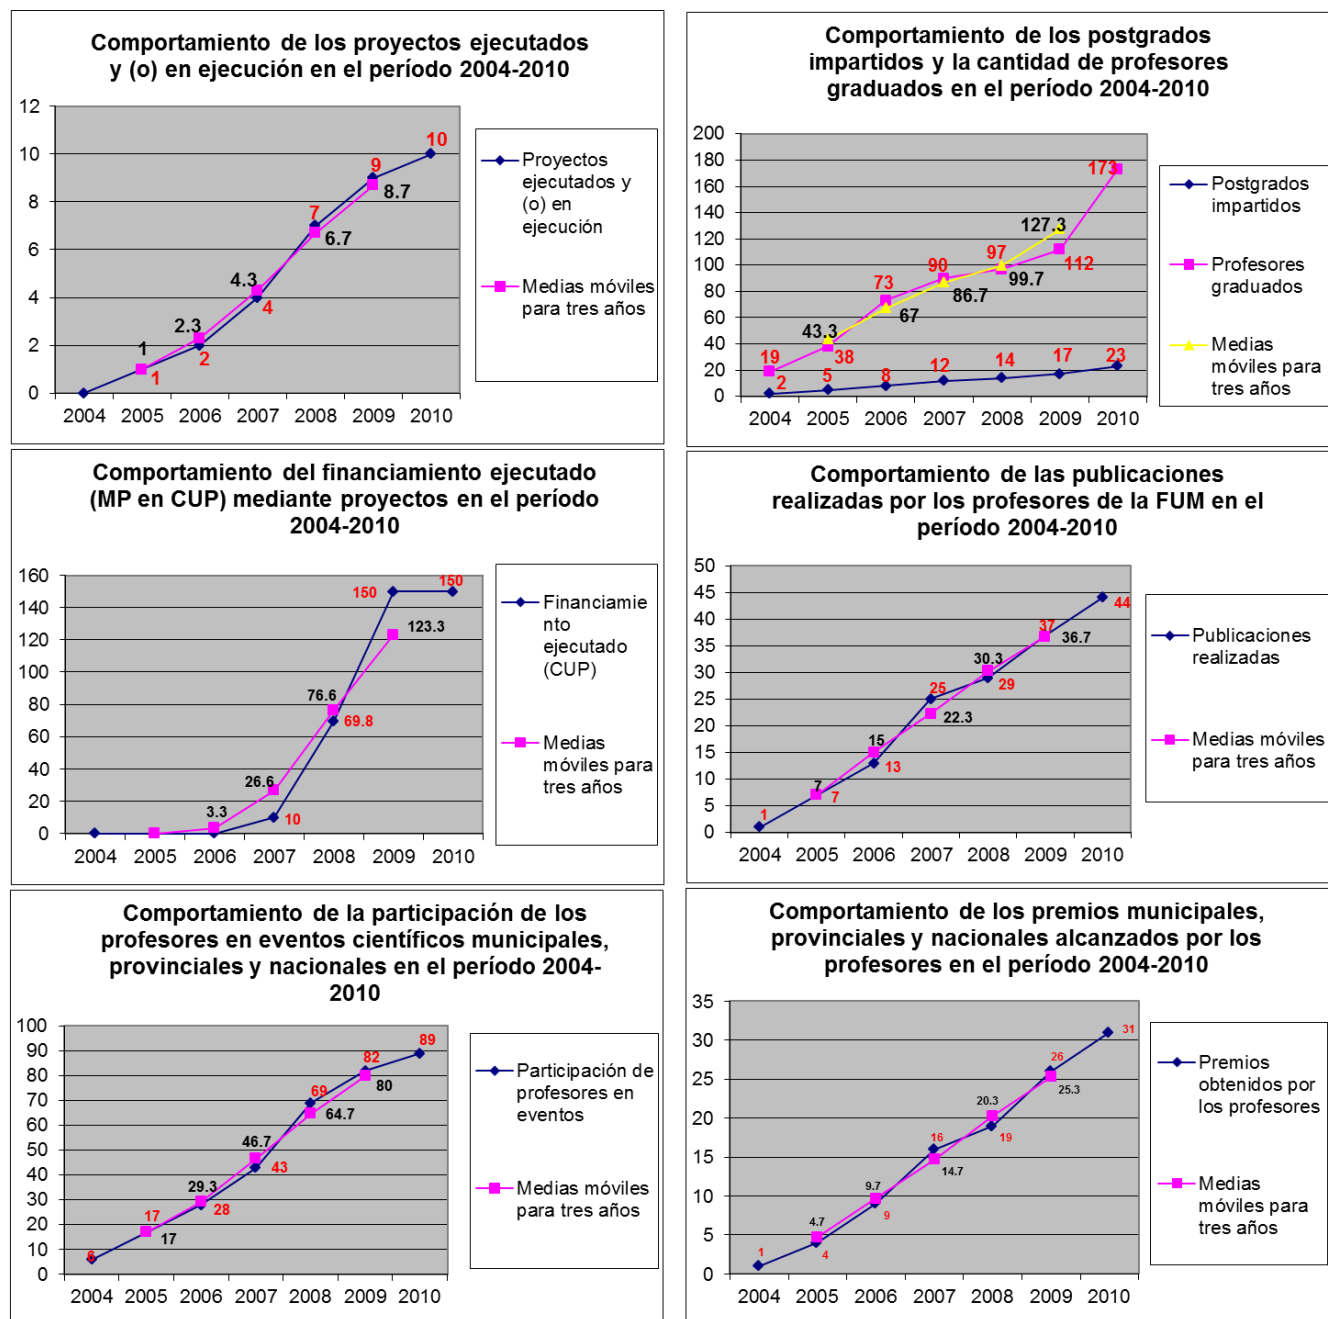 Comportamiento de los proyectos ejecutados
y (o) en ejecución en el período 2004-2010
12
10
8
6
4
2
0
1
2.3
4.3
6.7
8.7
1
2
4
7
9
10
2004 2005 2006 2007 2008 2009 2010
Proyectos
ejecutados y
(o) en
ejecución
Medias móviles
para tres años
Comportamiento de los postgrados
impartidos y la cantidad de profesores
graduados en el período 2004-2010
200
180
160
140
120
100
80
60
40
20
0
19
38
73
90
97
112
173
43.3
67
86.7
99.7
127.3
2
5
8
12
14
17
23
2004 2005 2006 2007 2008 2009 2010
Postgrados
impartidos
Profesores
graduados
Medias
móviles para
tres años
Comportamiento del financiamiento ejecutado
(MP en CUP) mediante proyectos en el período
2004-2010
160
140
120
100
80
60
40
20
0
3.3
26.6
76.6
123.3
10
69.8
150
150
2004 2005 2006 2007 2008 2009 2010
Financiamie
nto
ejecutado
(CUP)
Medias
móviles para
tres años
Comportamiento de las publicaciones
realizadas por los profesores de la FUM en el
período 2004-2010
50
45
40
35
30
25
20
15
10
5
0
1
7
13
25
29
37
44
7
15
22.3
30.3
36.7
2004 2005 2006 2007 2008 2009 2010
Publicaciones
realizadas
Medias móviles
para tres años
Comportamiento de la participación de los
profesores en eventos científicos municipales,
provinciales y nacionales en el período 2004-
2010
100
90
80
70
60
50
40
30
20
10
0
6
17
28
43
69
82
89
17
29.3
46.7
64.7
80
2004 2005 2006 2007 2008 2009 2010
Participación de
profesores en
eventos
Medias móviles
para tres años
Comportamiento de los premios municipales,
provinciales y nacionales alcanzados por los
profesores en el período 2004-2010
35
30
25
20
15
10
5
0
1
4
9
16
19
26
31
4.7
9.7
14.7
20.3
25.3
2004 2005 2006 2007 2008 2009 2010
Premios
obtenidos por
los profesores
Medias
móviles para
tres años